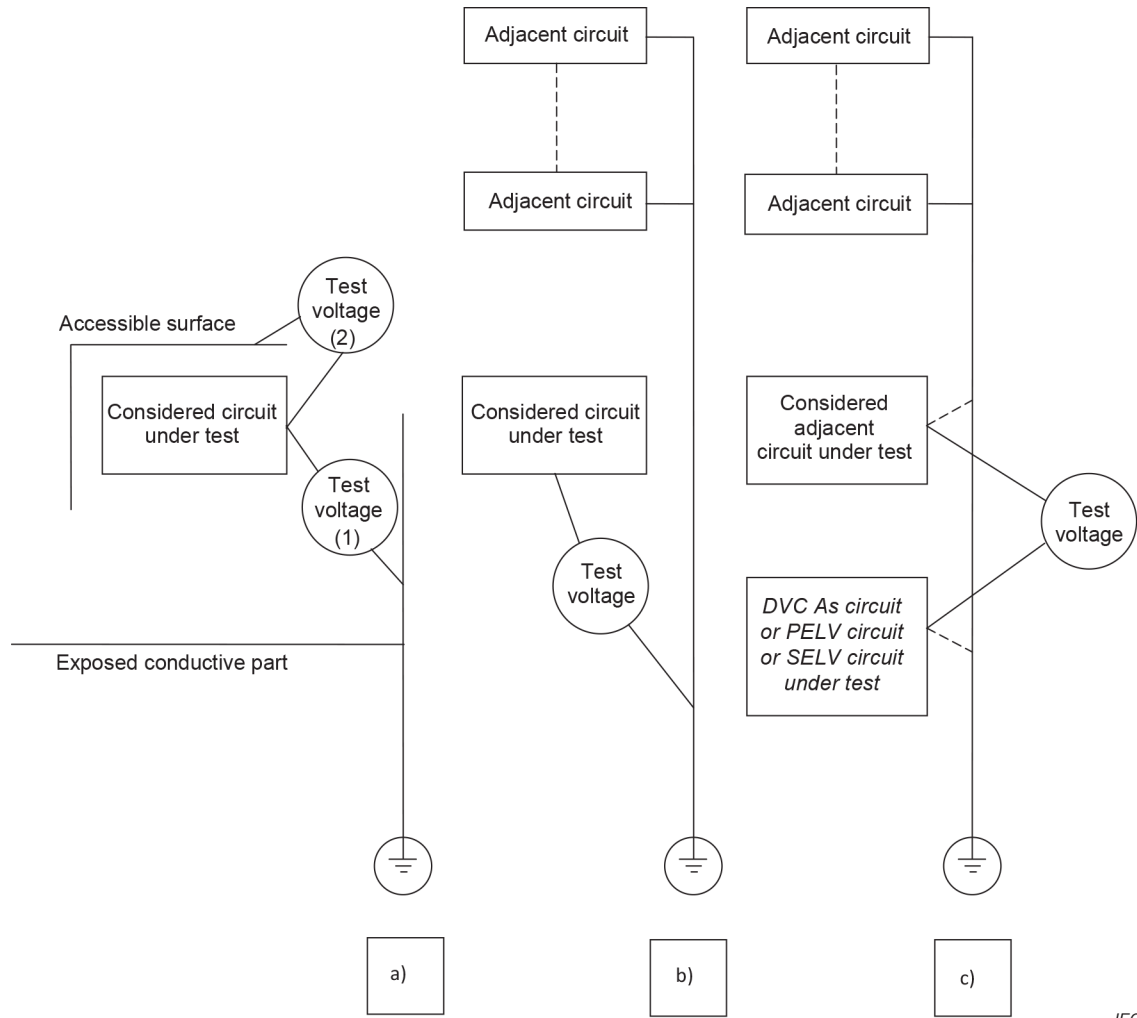 Adjacent circuit
Adjacent circuit
Adjacent circuit
Adjacent circuit
Accessible surface
Test
voltage
(2)
Considered circuit
under test
Test
voltage
(1)
Exposed conductive part
Considered circuit
under test
Test
voltage
Considered
adjacent
circuit under test
Test
voltage
DVC As circuit
or PELV circuit
or SELV circuit
under test
a)
b)
c)